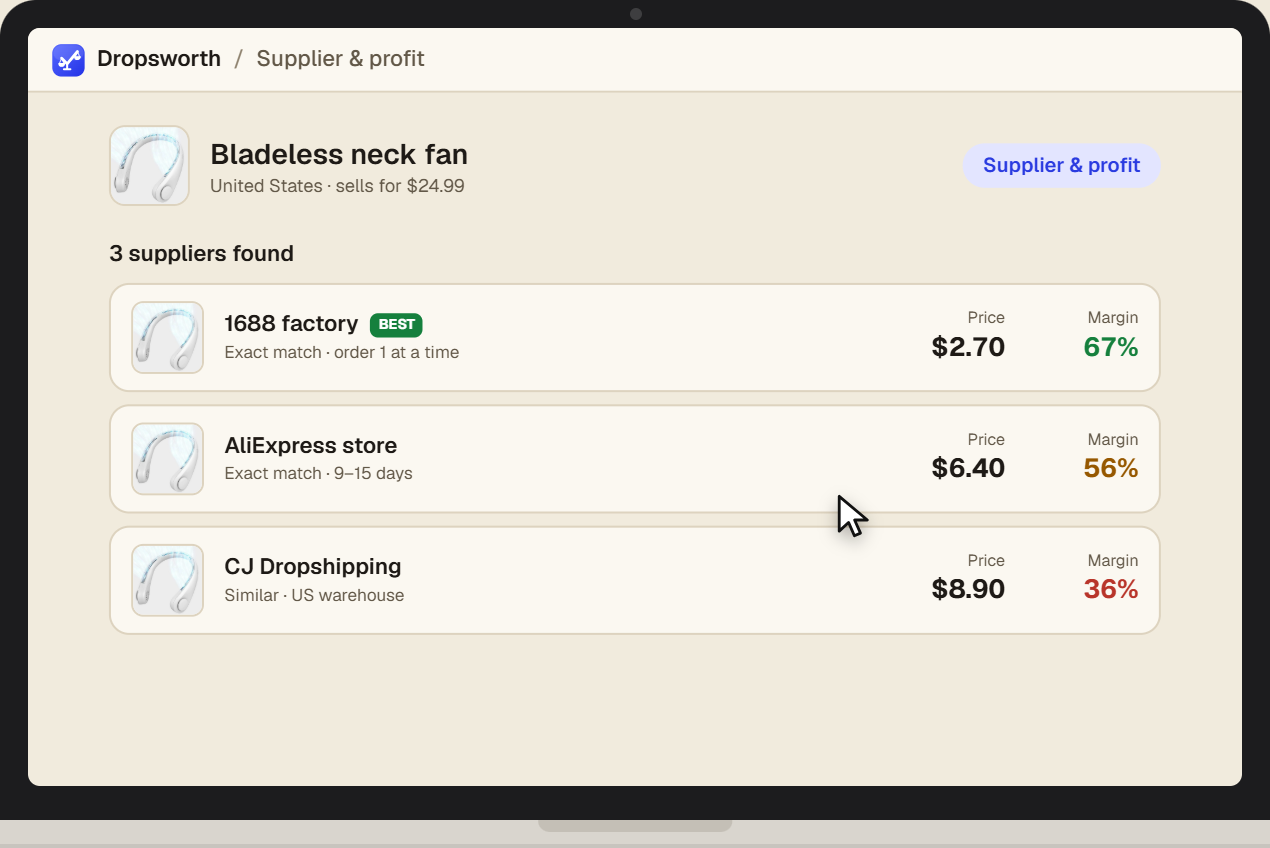 Dropsworth / Supplier & profit
Bladeless neck fan
United States · sells for $24.99
Supplier & profit
3 suppliers found
1688 factory BEST
Exact match · order 1 at a time
Price
$2.70
Margin
67%
AliExpress store
Exact match · 9–15 days
Price
$6.40
Margin
56%
CJ Dropshipping
Similar · US warehouse
Price
$8.90
Margin
36%